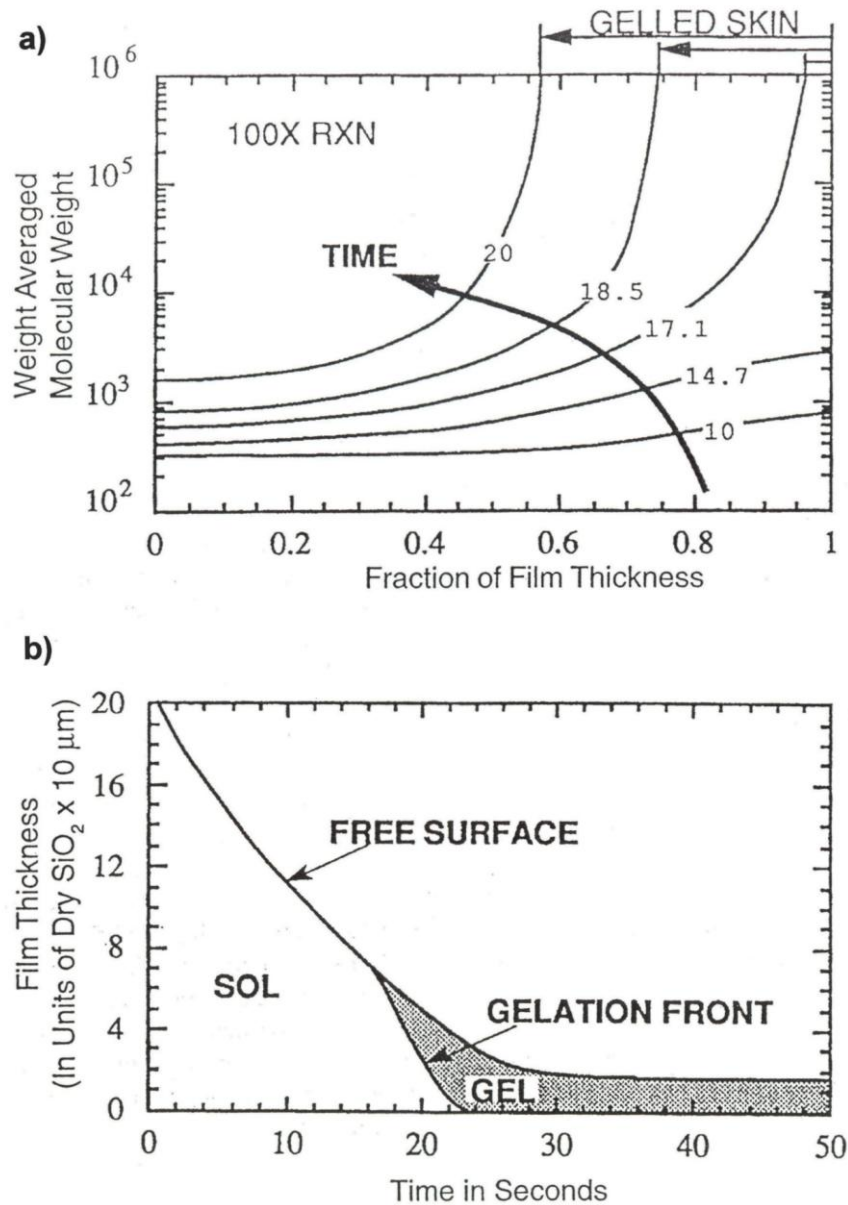 a)
GELLED SKIN
10^6
10^5
10^4
10^3
10^2
Weight Averaged
Molecular Weight
100X RXN
TIME
20
18.5
17.1
14.7
10
0 0.2 0.4 0.6 0.8 1
Fraction of Film Thickness
b)
20
16
12
8
4
0
Film Thickness
(In Units of Dry SiO₂ x 10 μm)
FREE SURFACE
SOL
GELATION FRONT
GEL
0 10 20 30 40 50
Time in Seconds